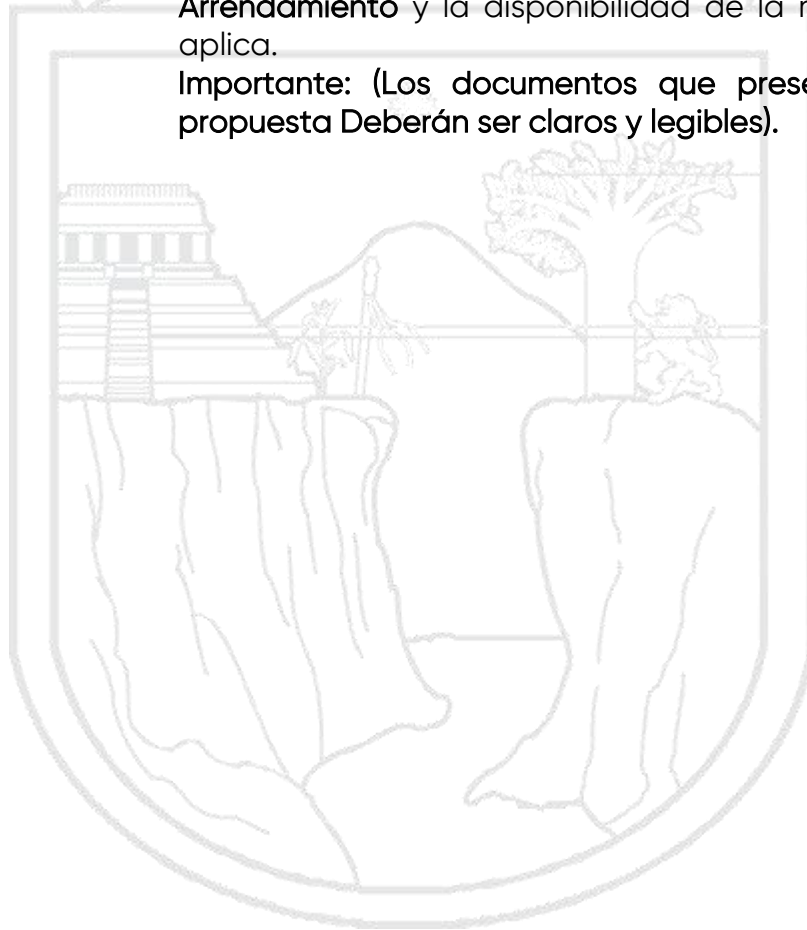 Arrendamiento y la disponibilidad de la
aplica.
Importante: (Los documentos que
propuesta Deberán ser claros y legibles).